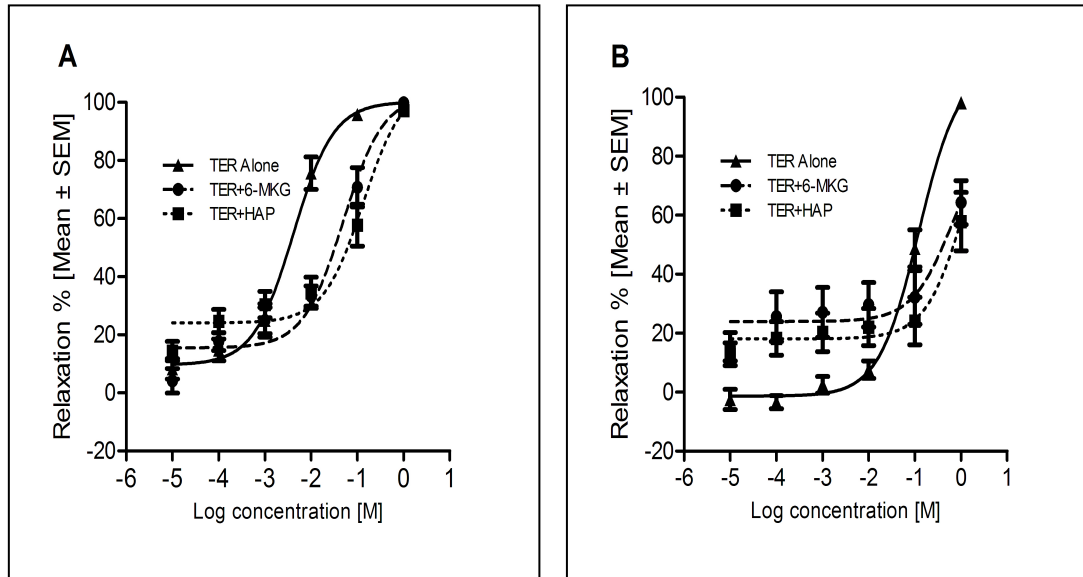 A
Relaxation % [Mean ± SEM]
100
80
60
40
20
0
-20
TER Alone
TER+6-MKG
TER+HAP
-6 -5 -4 -3 -2 -1 0 1
Log concentration [M]
B
Relaxation % [Mean ± SEM]
100
80
60
40
20
0
-20
TER Alone
TER+6-MKG
TER+HAP
-6 -5 -4 -3 -2 -1 0 1
Log concentration [M]